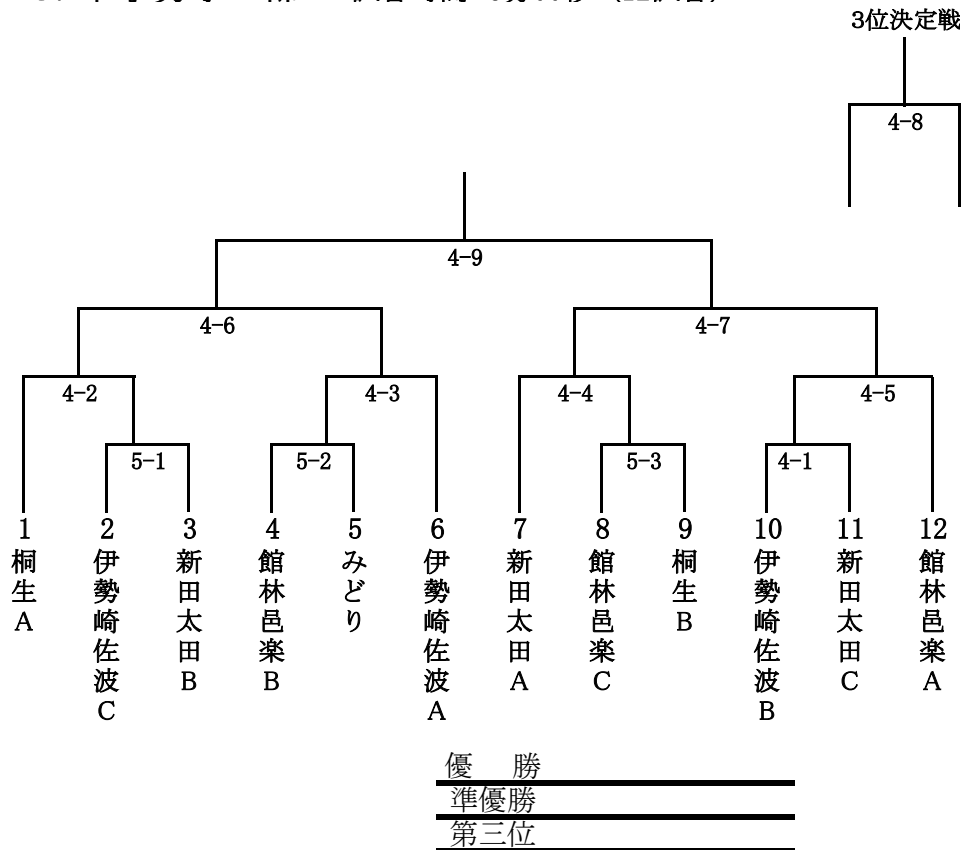 3位決定戦
4-8
4-9
4-6
4-7
4-2
4-3
4-4
4-5
5-1
5-2
5-3
4-1
1 桐生A
2 伊勢崎佐波C
3 新田太田B
4 館林邑楽B
5 みどり
6 伊勢崎佐波A
7 新田太田A
8 館林邑楽C
9 桐生B
10 伊勢崎佐波B
11 新田太田C
12 館林邑楽A
優　勝
準優勝
第三位